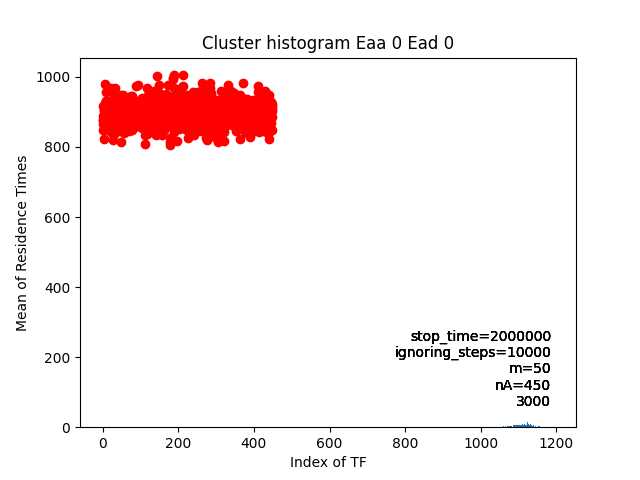 Cluster histogram Eaa 0 Ead 0
Mean of Residence Times
1000
800
600
400
200
0
stop_time=2000000
ignoring_steps=10000
m=50
nA=450
3000
0 200 400 600 800 1000 1200
Index of TF